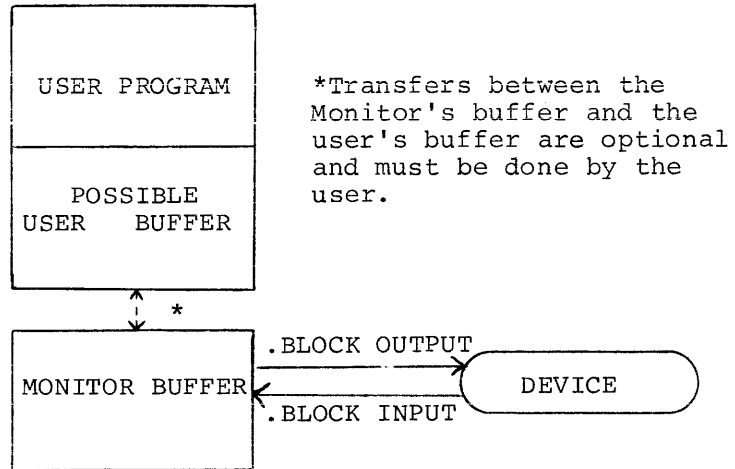 USER PROGRAM
*Transfers between the
Monitor's buffer and the
user's buffer are optional
and must be done by the
user.
POSSIBLE
USER BUFFER
*
.BLOCK OUTPUT
MONITOR BUFFER
DEVICE
.BLOCK INPUT